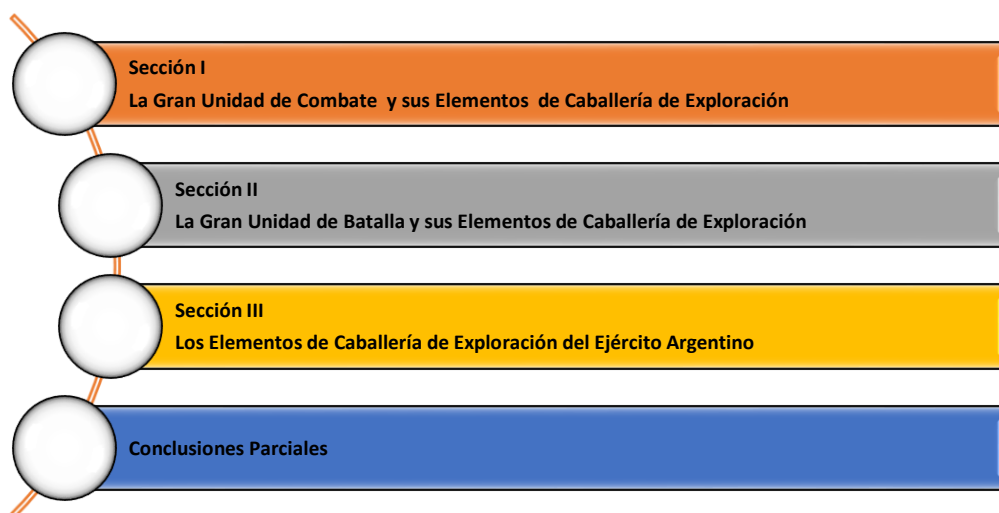 Sección I
La Gran Unidad de Combate y sus Elementos de Caballería de Exploración
Sección II
La Gran Unidad de Batalla y sus Elementos de Caballería de Exploración
Sección III
Los Elementos de Caballería de Exploración del Ejército Argentino
Conclusiones Parciales